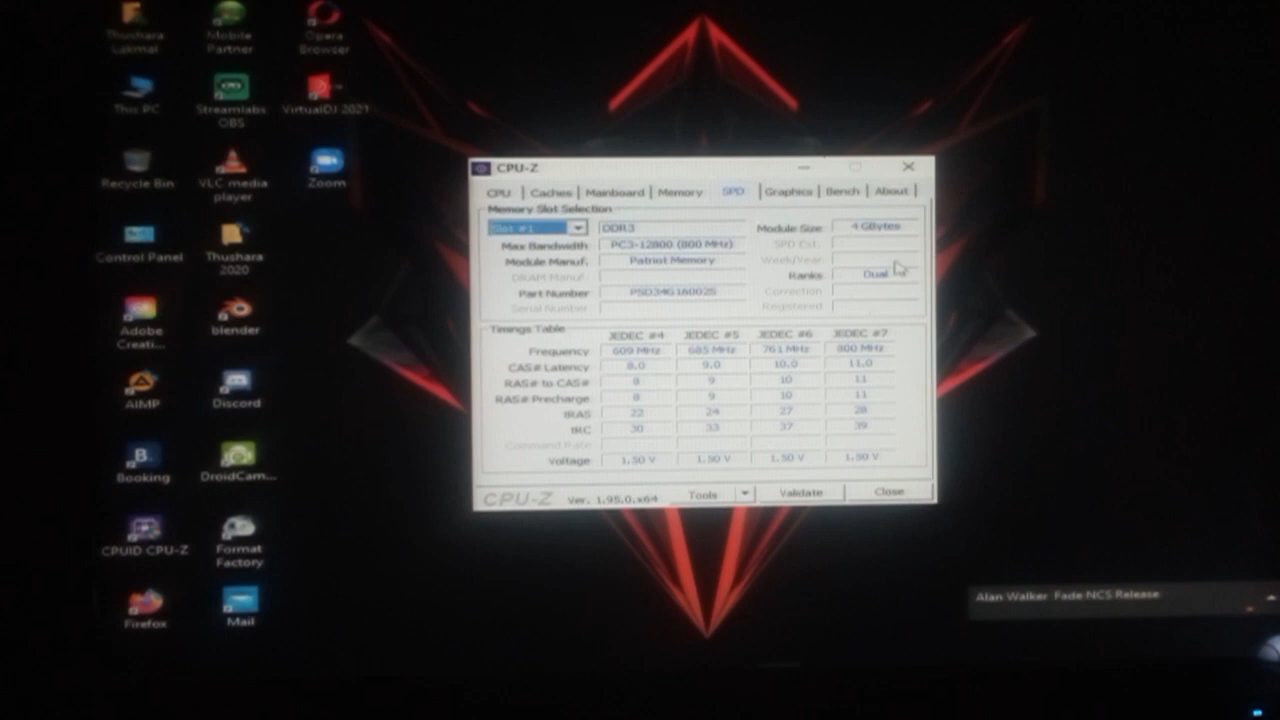 Thushara
Lakmal
Mobile
Partner
Opera
Browser
This PC
Streamlabs
OBS
VirtualDJ 2021
Recycle Bin
VLC media
player
Zoom
Control Panel
Thushara
2020
Adobe
Creati...
blender
AIMP
Discord
B.
Booking
DroidCam...
CPUID CPU-Z
Format
Factory
Firefox
Mail
CPU-Z
CPU Caches Mainboard Memory SPD Graphics Bench About
Memory Slot Selection
Slot #1 DDR3 Module Size 4 GBytes
Max Bandwidth PC3-12800 (800 MHz) SPD Ext.
Module Manuf. Patriot Memory Week/Year
DRAM Manuf. Ranks Dual
Part Number PSD34G16002S Correction
Serial Number Registered
Timings Table
JEDEC #4 JEDEC #5 JEDEC #6 JEDEC #7
Frequency 609 MHz 685 MHz 761 MHz 800 MHz
CAS# Latency 8.0 9.0 10.0 11.0
RAS# to CAS# 8 9 10 11
RAS# Precharge 8 9 10 11
tRAS 22 24 27 28
tRC 30 33 37 39
Command Rate
Voltage 1.50 V 1.50 V 1.50 V 1.50 V
CPU-Z Ver. 1.95.0.x64 Tools Validate Close
Alan Walker Fade NCS Release